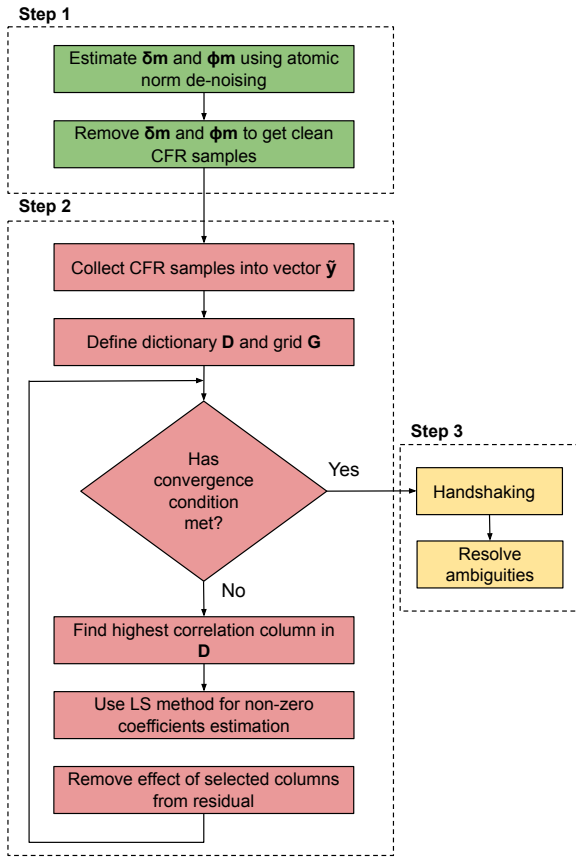 Step 1
Estimate δm and ϕm using atomic
norm de-noising
Remove δm and ϕm to get clean
CFR samples
Step 2
Collect CFR samples into vector ỹ
Define dictionary D and grid G
Has
convergence
condition
met?
Yes
No
Find highest correlation column in
D
Use LS method for non-zero
coefficients estimation
Remove effect of selected columns
from residual
Step 3
Handshaking
Resolve
ambiguities